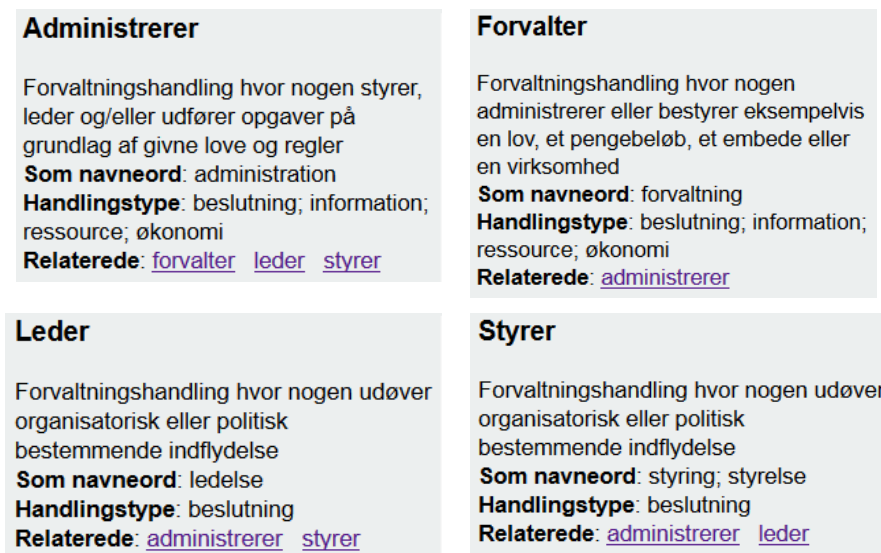 Administrerer
Forvaltningshandling hvor nogen styrer,
leder og/eller udfører opgaver på
grundlag af givne love og regler
Som navneord: administration
Handlingstype: beslutning; information;
ressource; økonomi
Relaterede: forvalter leder styrer
Forvalter
Forvaltningshandling hvor nogen
administrerer eller bestyrer eksempelvis
en lov, et pengebeløb, et embede eller
en virksomhed
Som navneord: forvaltning
Handlingstype: beslutning; information;
ressource; økonomi
Relaterede: administrerer
Leder
Forvaltningshandling hvor nogen udøver
organisatorisk eller politisk
bestemmende indflydelse
Som navneord: ledelse
Handlingstype: beslutning
Relaterede: administrerer styrer
Styrer
Forvaltningshandling hvor nogen udøver
organisatorisk eller politisk
bestemmende indflydelse
Som navneord: styring; styrelse
Handlingstype: beslutning
Relaterede: administrerer leder